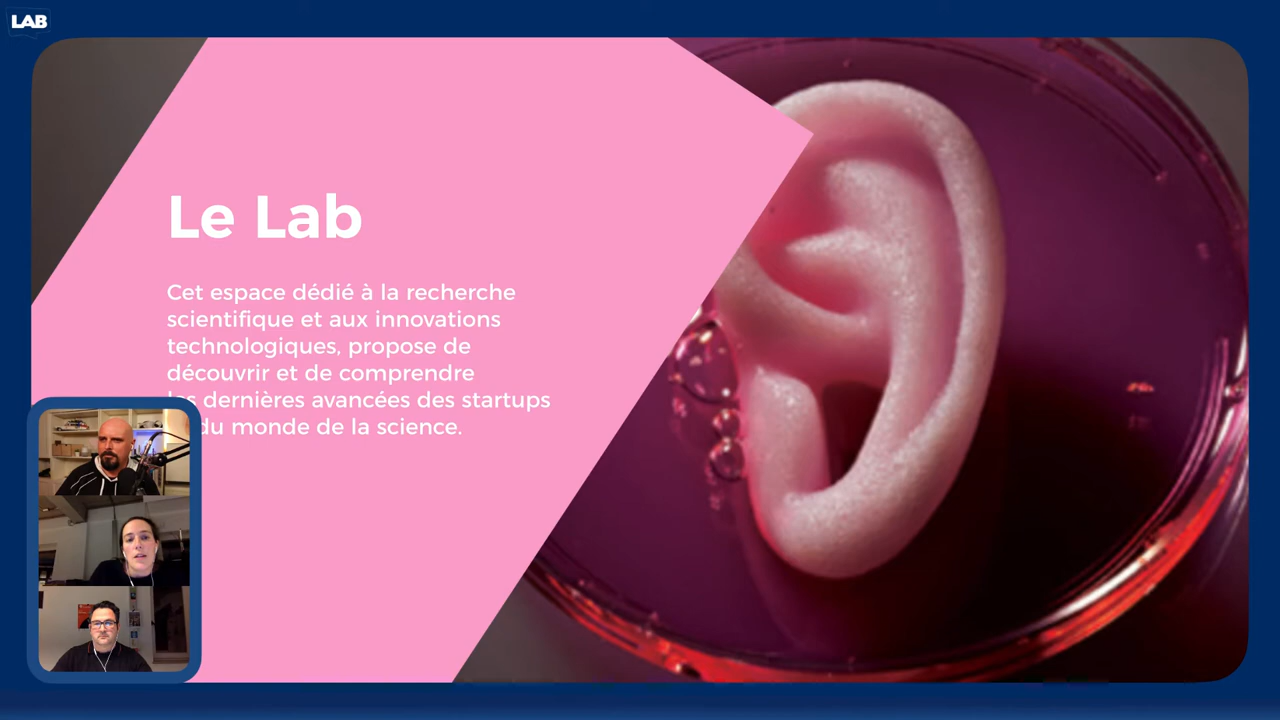 LAB
Le Lab
Cet espace dédié à la recherche
scientifique et aux innovations
technologiques, propose de
découvrir et de comprendre
dernières avancées des startups
du monde de la science.